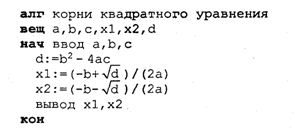 алг корни квадратного уравнения
вещ a,b,c,x1,x2,d
нач ввод a,b,c
d:=b²- 4ac
x1:=(-b+√d )/(2a)
x2:=(-b-√d )/(2a)
вывод x1,x2
кон